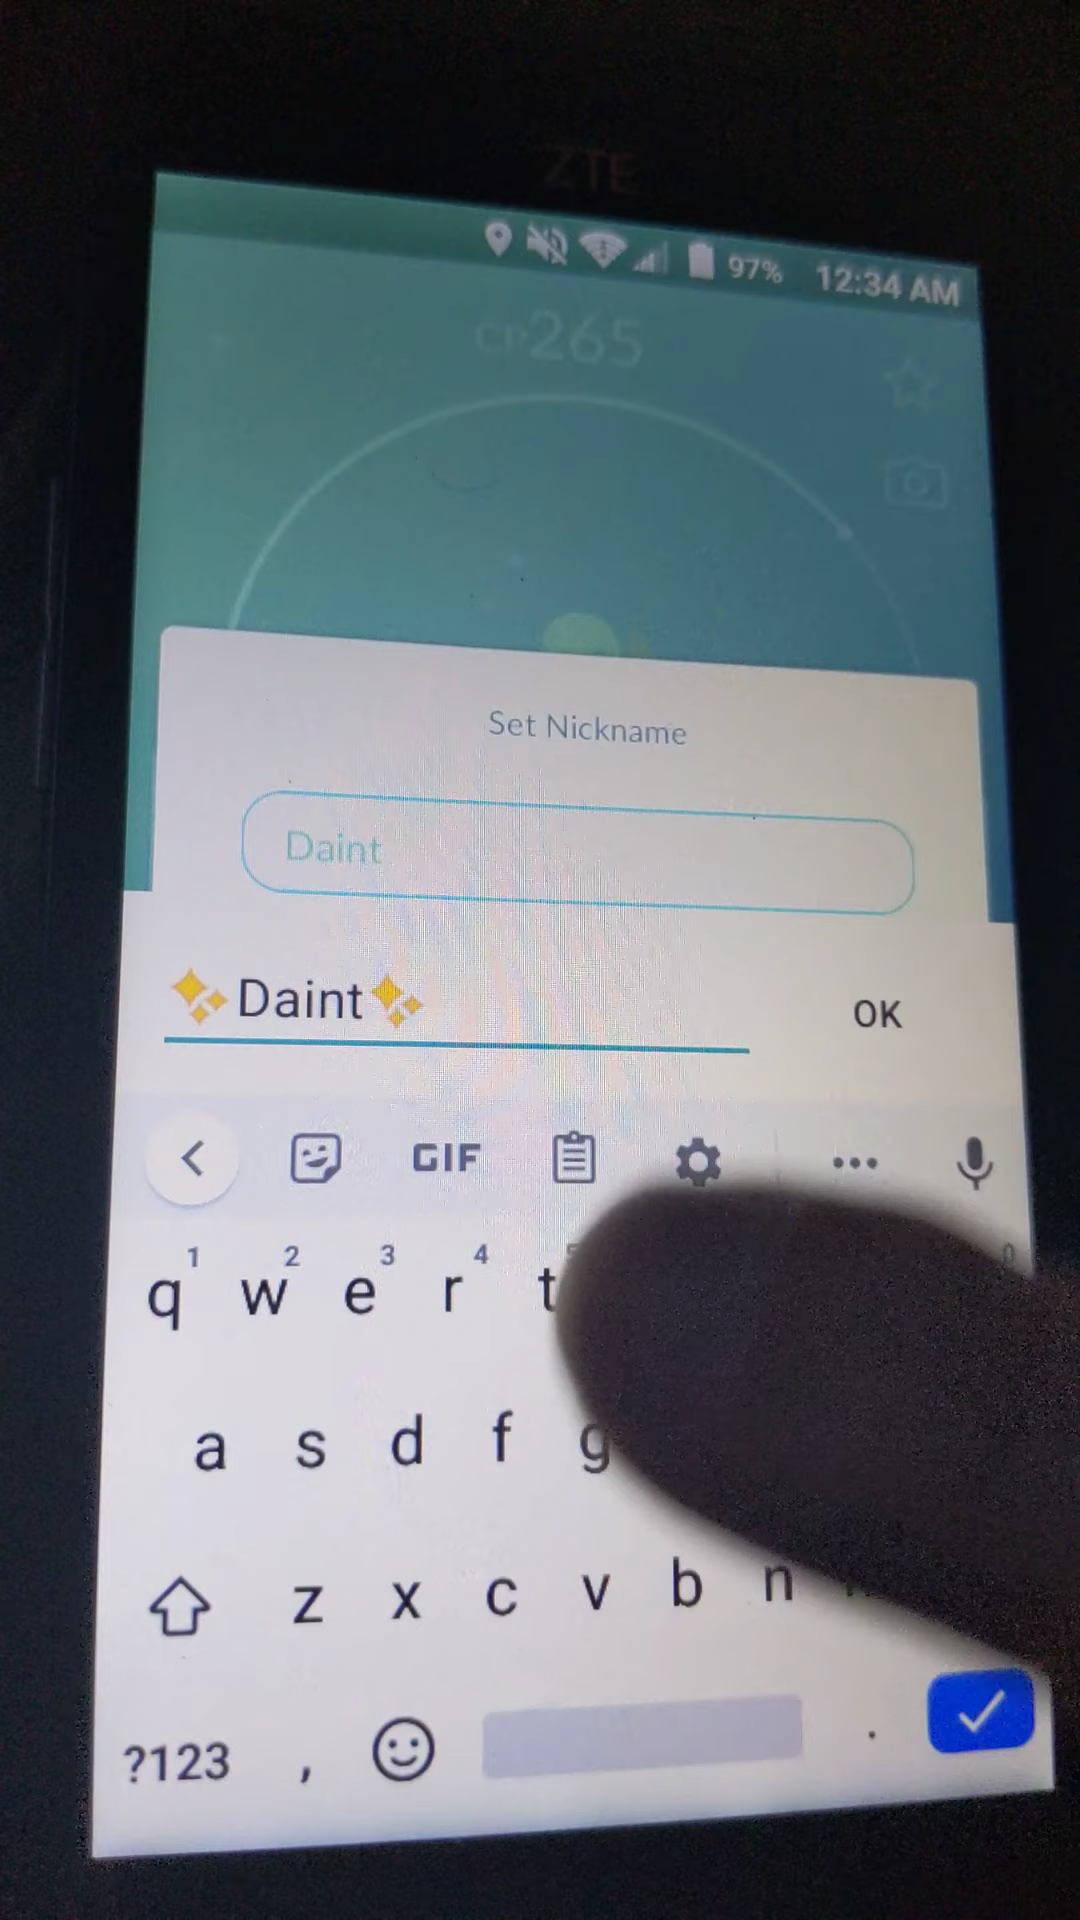 ZTE
97% 12:34 AM
CP265
Set Nickname
Daint
✨Daint✨
OK
GIF
1 2 3 4
q w e r t
a s d f g
z x c v b n
?123 , .